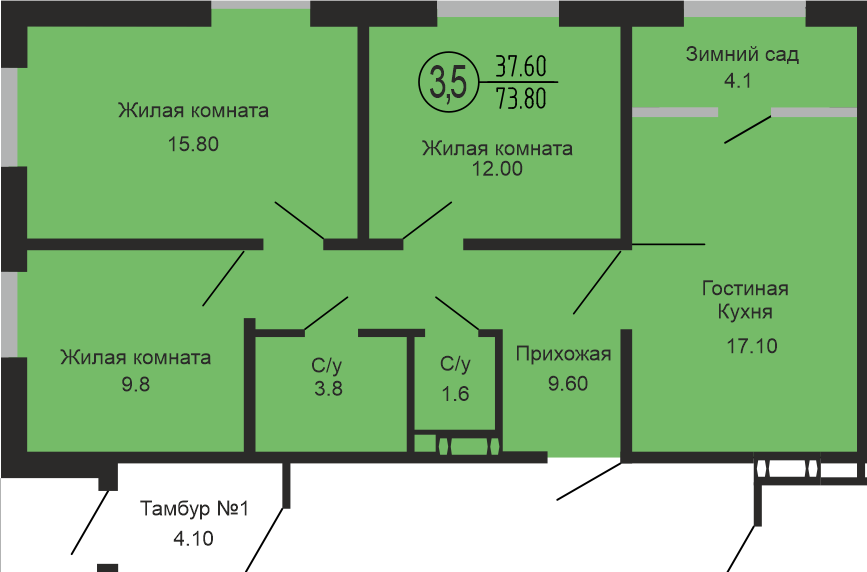 Зимний сад
4.1
3,5
37.60
73.80
Жилая комната
15.80
Жилая комната
12.00
Гостиная
Кухня
17.10
Жилая комната
9.8
С/у
3.8
С/у
1.6
Прихожая
9.60
Тамбур №1
4.10